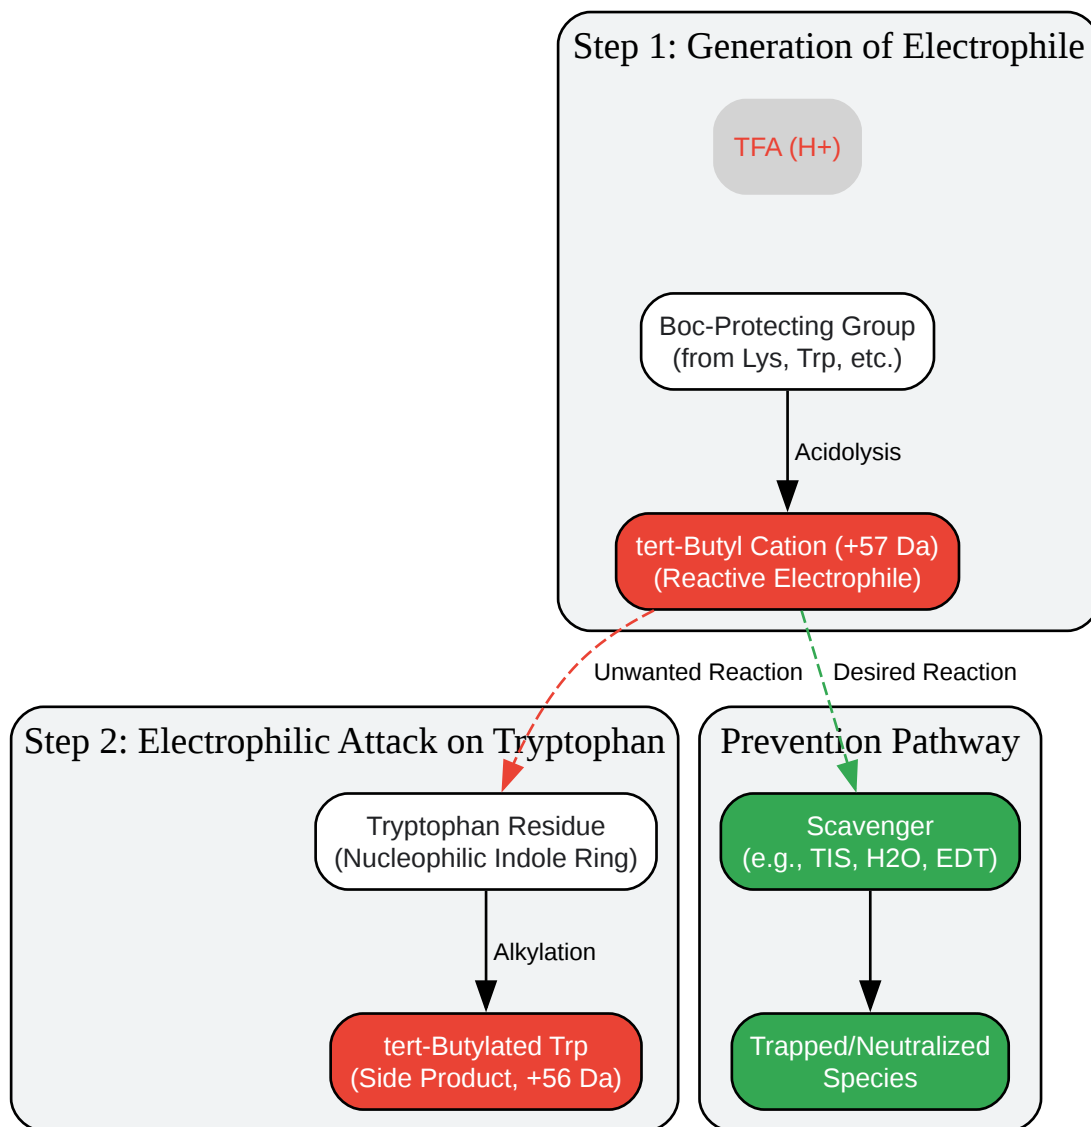 Step 1: Generation of Electrophile
TFA (H+)
Boc-Protecting Group
(from Lys, Trp, etc.)
Acidolysis
tert-Butyl Cation (+57 Da)
(Reactive Electrophile)
Unwanted Reaction
Desired Reaction
Step 2: Electrophilic Attack on Tryptophan
Tryptophan Residue
(Nucleophilic Indole Ring)
Alkylation
tert-Butylated Trp
(Side Product, +56 Da)
Prevention Pathway
Scavenger
(e.g., TIS, H2O, EDT)
Trapped/Neutralized
Species